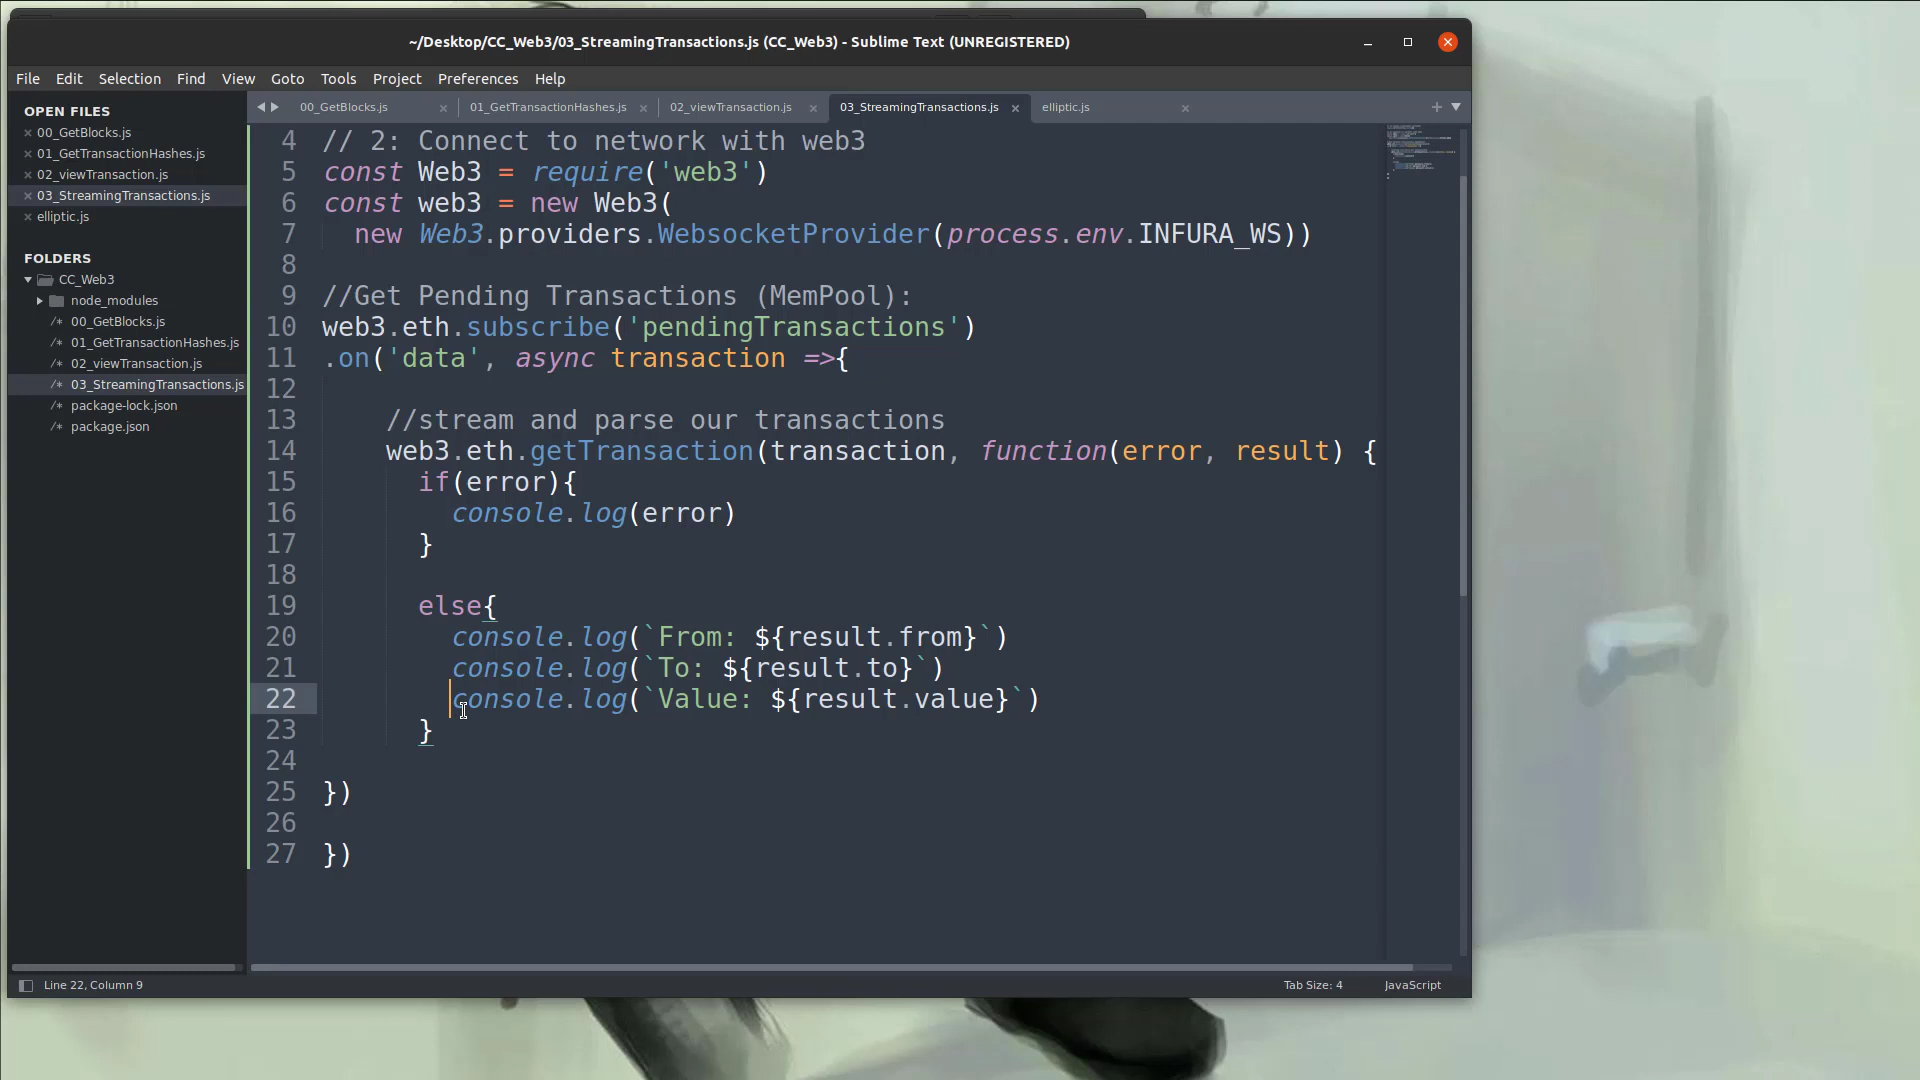 ~/Desktop/CC_Web3/03_StreamingTransactions.js (CC_Web3) - Sublime Text (UNREGISTERED)
File Edit Selection Find View Goto Tools Project Preferences Help
OPEN FILES
00_GetBlocks.js
01_GetTransactionHashes.js
02_viewTransaction.js
03_StreamingTransactions.js
elliptic.js
FOLDERS
CC_Web3
node_modules
/* 00_GetBlocks.js
/* 01_GetTransactionHashes.js
/* 02_viewTransaction.js
/* 03_StreamingTransactions.js
/* package-lock.json
/* package.json
00_GetBlocks.js 01_GetTransactionHashes.js 02_viewTransaction.js 03_StreamingTransactions.js elliptic.js
4 // 2: Connect to network with web3
5 const Web3 = require('web3')
6 const web3 = new Web3(
7 new Web3.providers.WebsocketProvider(process.env.INFURA_WS))
8
9 //Get Pending Transactions (MemPool):
10 web3.eth.subscribe('pendingTransactions')
11 .on('data', async transaction =>{
12
13 //stream and parse our transactions
14 web3.eth.getTransaction(transaction, function(error, result) {
15 if(error){
16 console.log(error)
17 }
18
19 else{
20 console.log(`From: ${result.from}`)
21 console.log(`To: ${result.to}`)
22 console.log(`Value: ${result.value}`)
23 }
24
25 })
26
27 })
Line 22, Column 9
Tab Size: 4
JavaScript